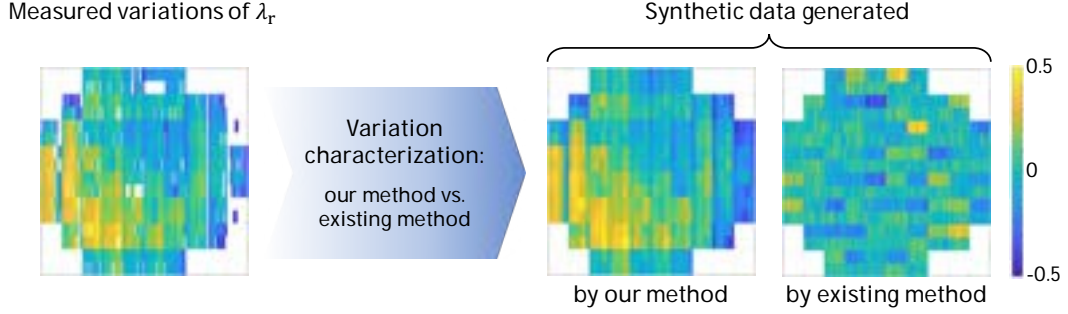 Measured variations of λr
Synthetic data generated
Variation
characterization:
our method vs.
existing method
0.5
0
-0.5
by our method
by existing method